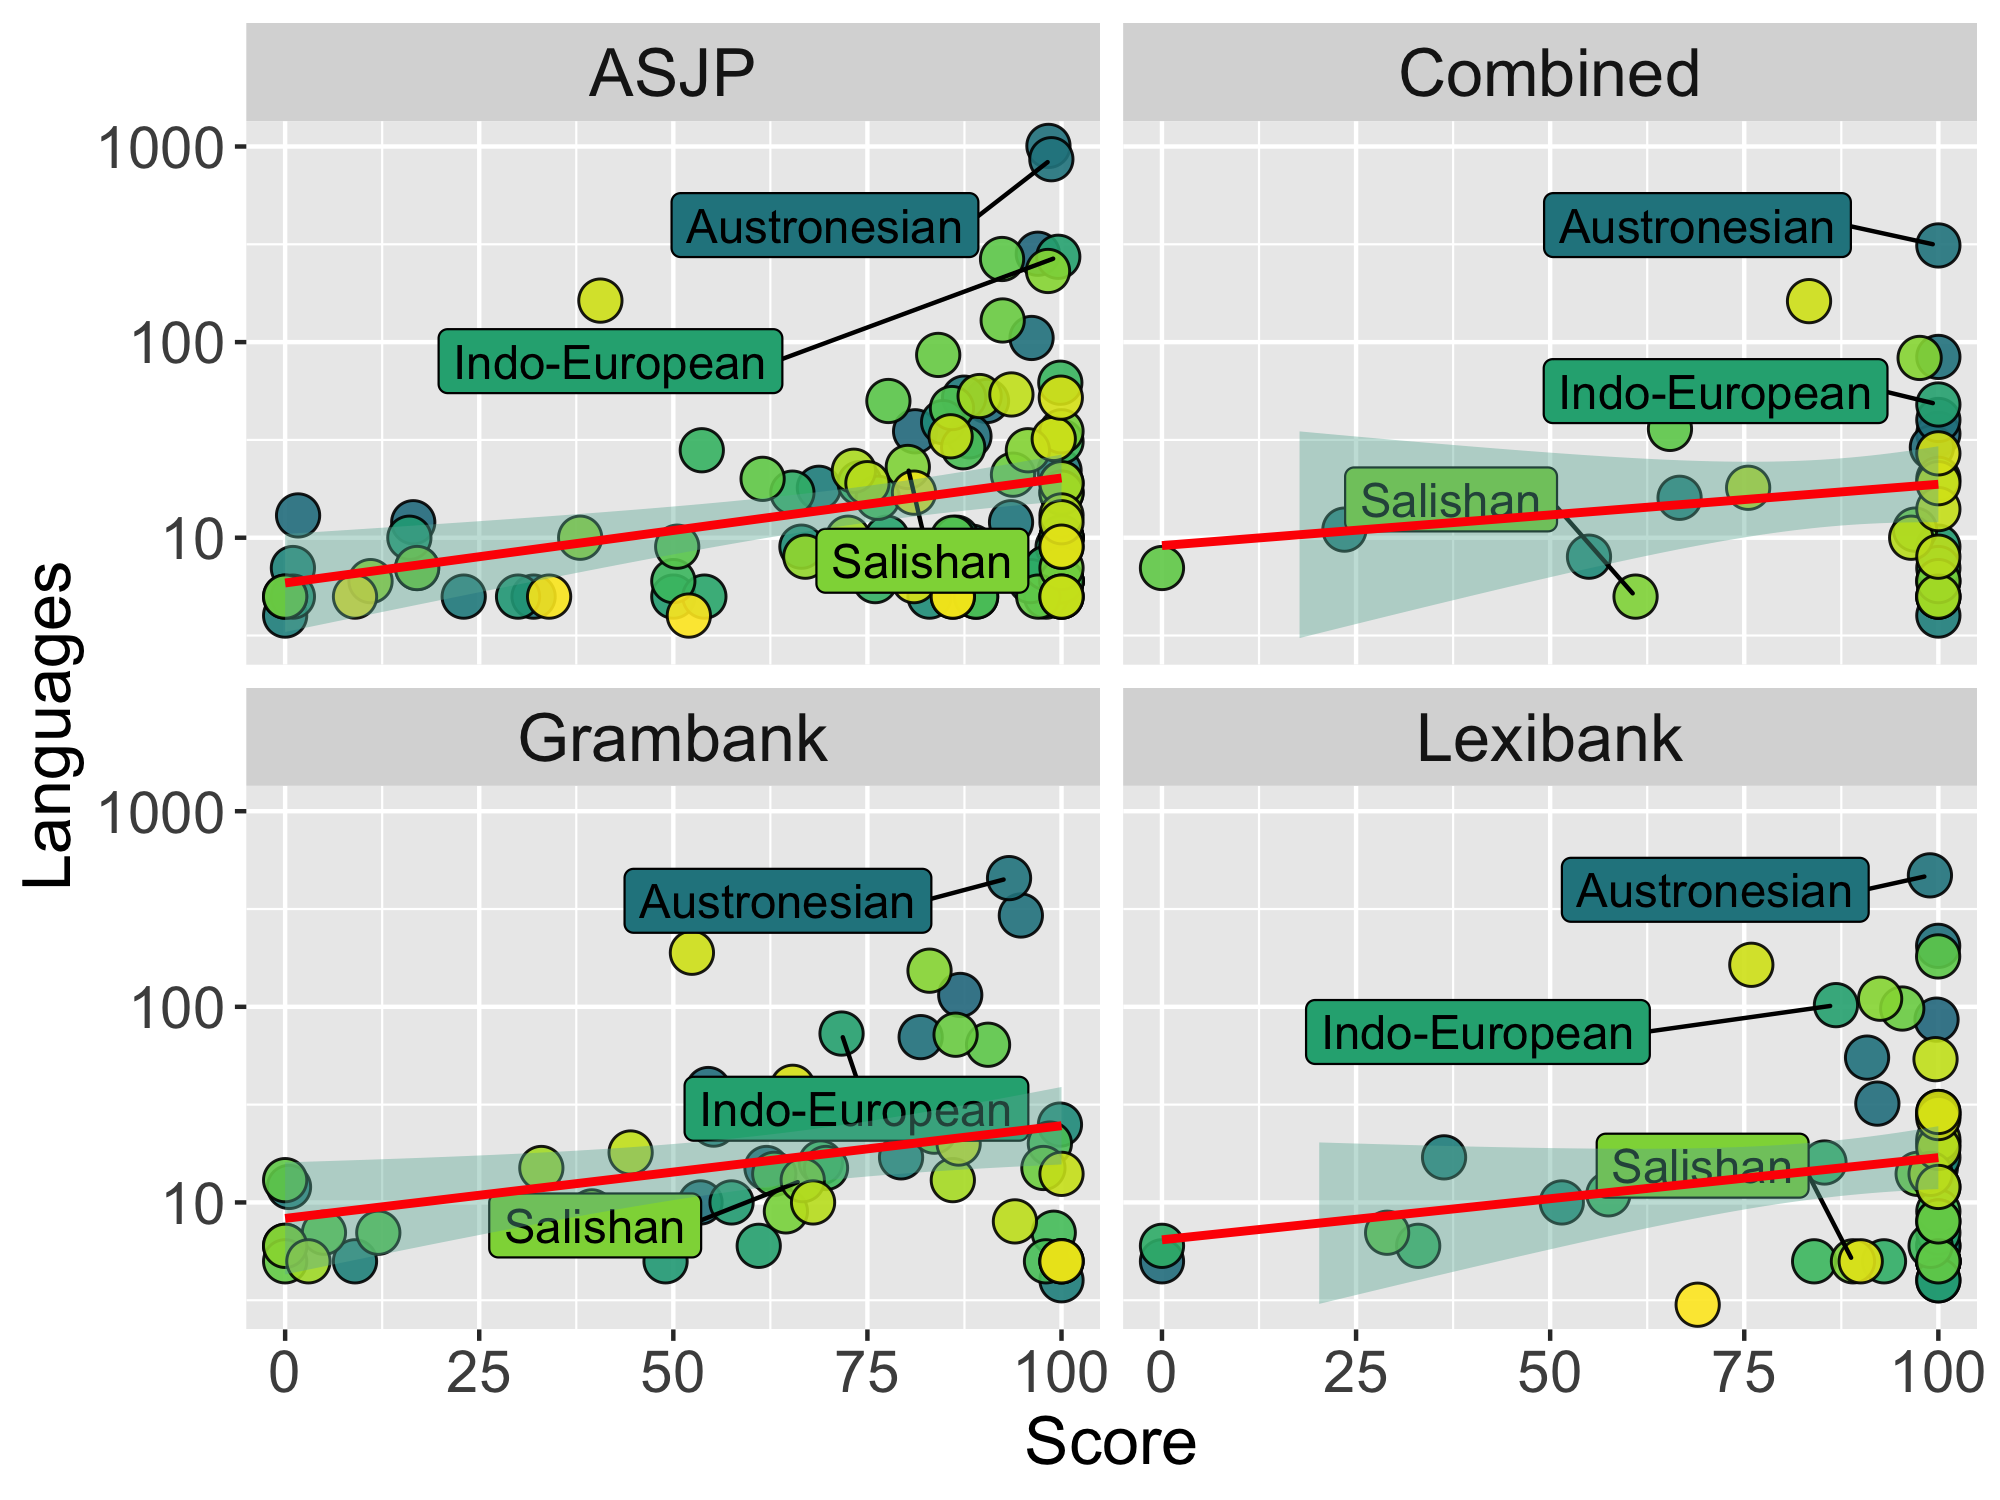 ASJP
Combined
1000
100
10
Austronesian
Indo-European
Salishan
Austronesian
Indo-European
Salishan
Languages
Grambank
Lexibank
1000
100
10
Austronesian
Indo-European
Salishan
Austronesian
Indo-European
Salishan
0 25 50 75 100
0 25 50 75 100
Score